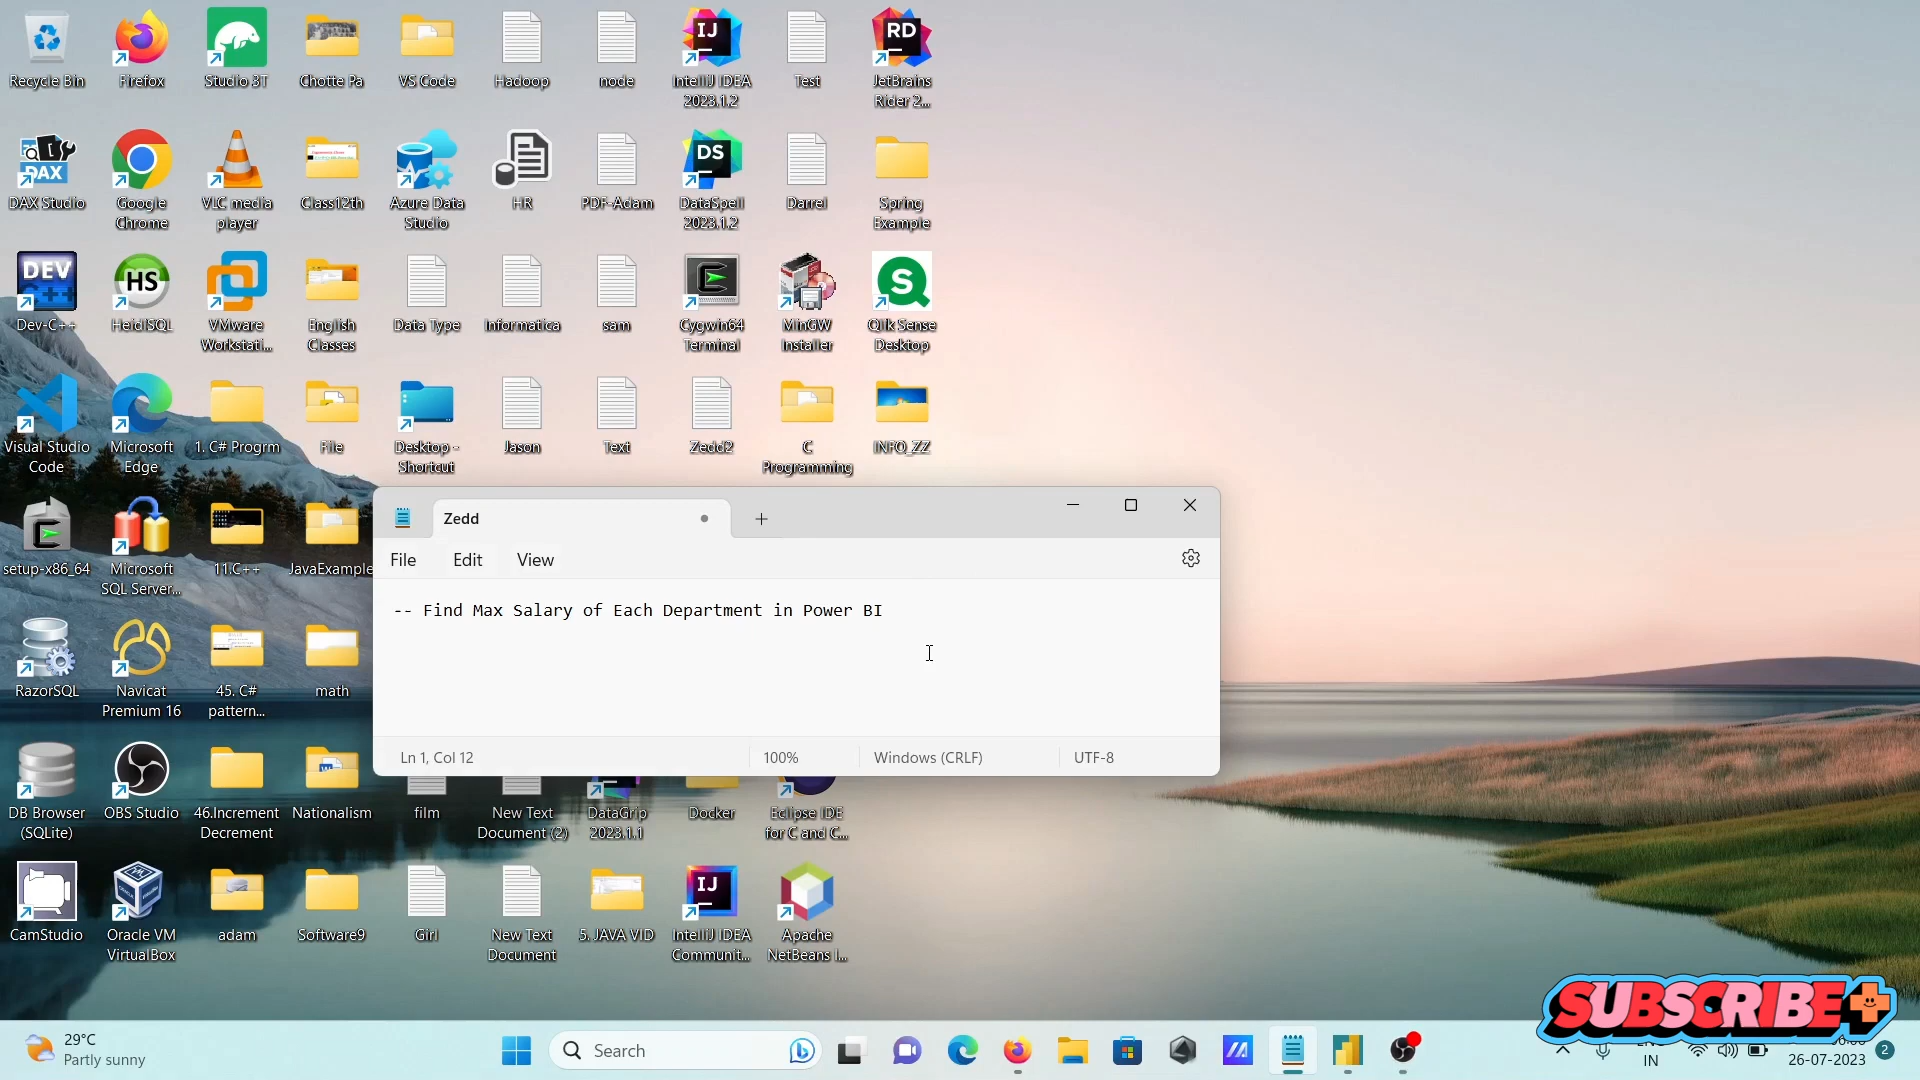 Recycle Bin
Firefox
Studio 3T
Chotte Pa
VS Code
Hadoop
node
IJ
IntelliJ IDEA
2023.1.2
Test
RD
JetBrains
Rider 2...
DAX
DAX Studio
Google
Chrome
VLC media
player
Class12th
Azure Data
Studio
HR
PDF-Adam
DS
DataSpell
2023.1.2
Darrel
Spring
Example
DEV
C++
Dev-C++
HS
HeidiSQL
VMware
Workstati...
English
Classes
Data Type
Informatica
sam
Cygwin64
Terminal
MinGW
Installer
S
Qlik Sense
Desktop
Visual Studio
Code
Microsoft
Edge
1. C# Progrm
File
Desktop -
Shortcut
Jason
Text
Zedd2
C
Programming
INFO_ZZ
setup-x86_64
Microsoft
SQL Server...
11.C++
JavaExample
Zedd
File
Edit
View
-- Find Max Salary of Each Department in Power BI
Ln 1, Col 12
100%
Windows (CRLF)
UTF-8
RazorSQL
Navicat
Premium 16
45. C#
pattern...
math
DB Browser
(SQLite)
OBS Studio
46.Increment
Decrement
Nationalism
film
New Text
Document (2)
DataGrip
2023.1.1
Docker
Eclipse IDE
for C and C...
CamStudio
Oracle VM
VirtualBox
adam
Software9
Girl
New Text
Document
5. JAVA VID
IJ
IntelliJ IDEA
Communit...
Apache
NetBeans I...
SUBSCRIBE
29°C
Partly sunny
Search
IN
26-07-2023
2